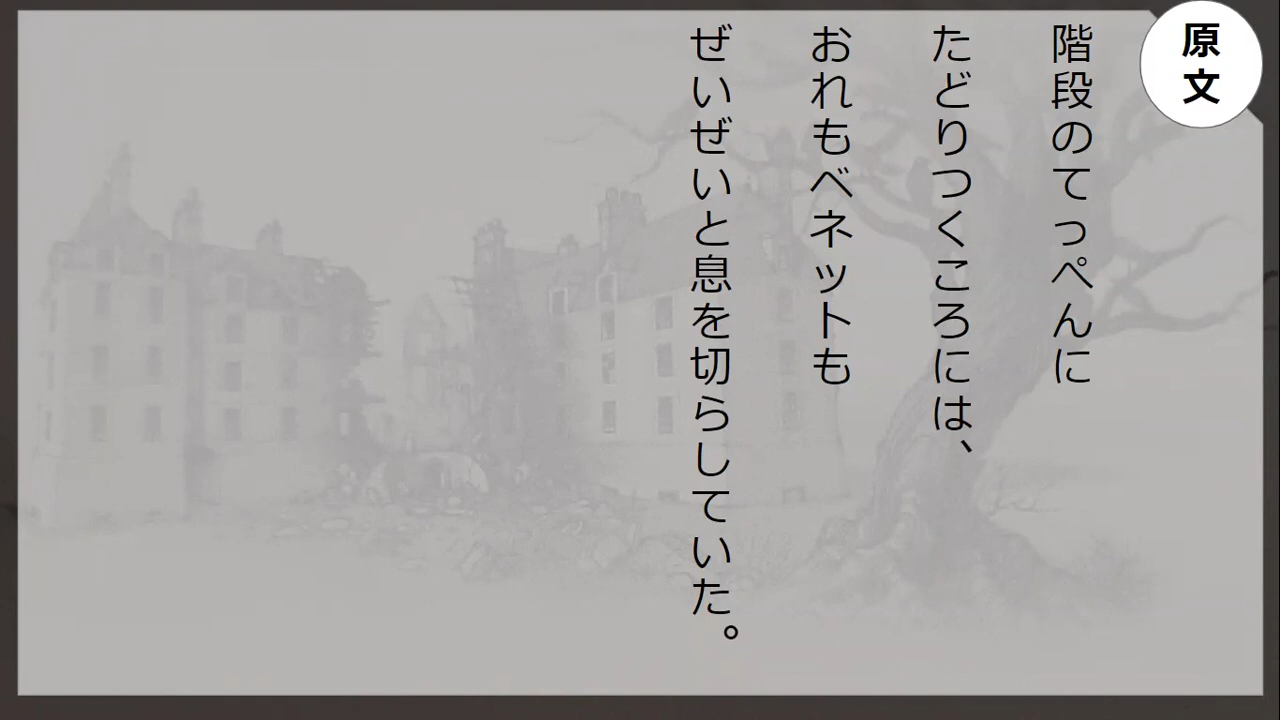 原文
階段のてっぺんに
たどりつくころには、
おれもベネットも
ぜいぜいと息を切らしていた。